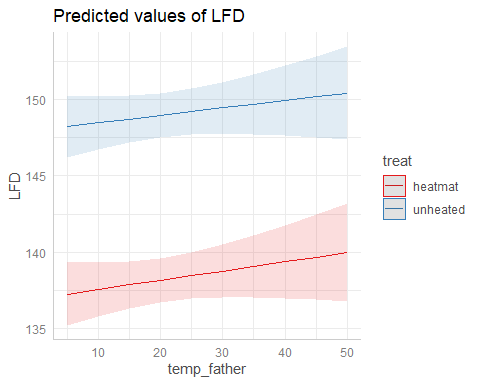 Predicted values of LFD
150
145
140
135
LFD
10
20
30
40
50
temp_father
treat
heatmat
unheated